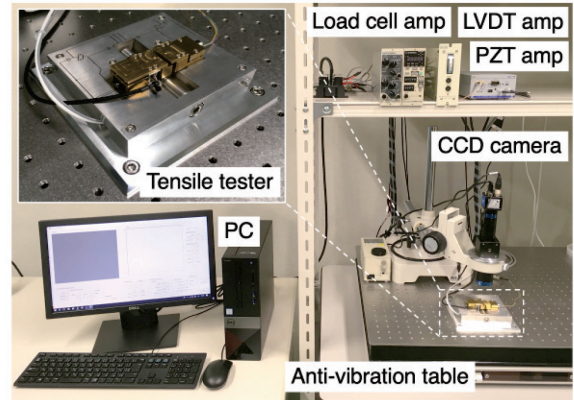 Load cell amp
LVDT amp
PZT amp
CCD camera
Tensile tester
PC
Anti-vibration table